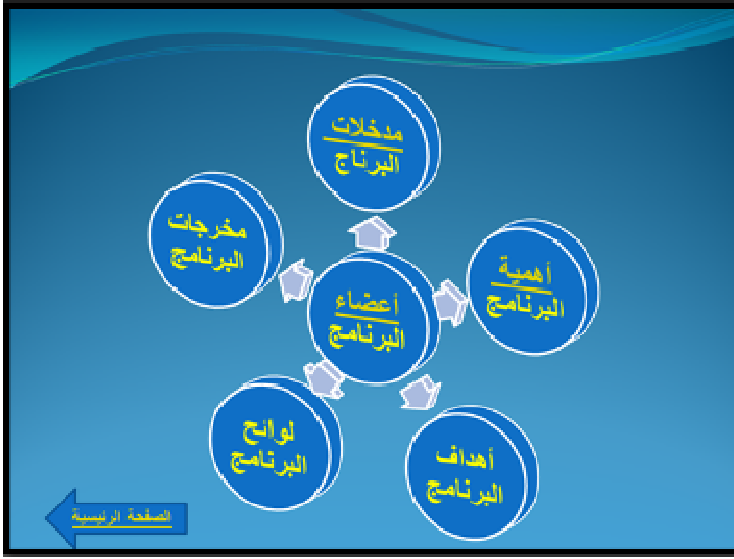 مدخلات
البرناج
مخرجات
البرنامج
أهمية
البرنامج
أعضاء
البرنامج
لوائح
البرنامج
أهداف
البرنامج
الصفحة الرئيسية